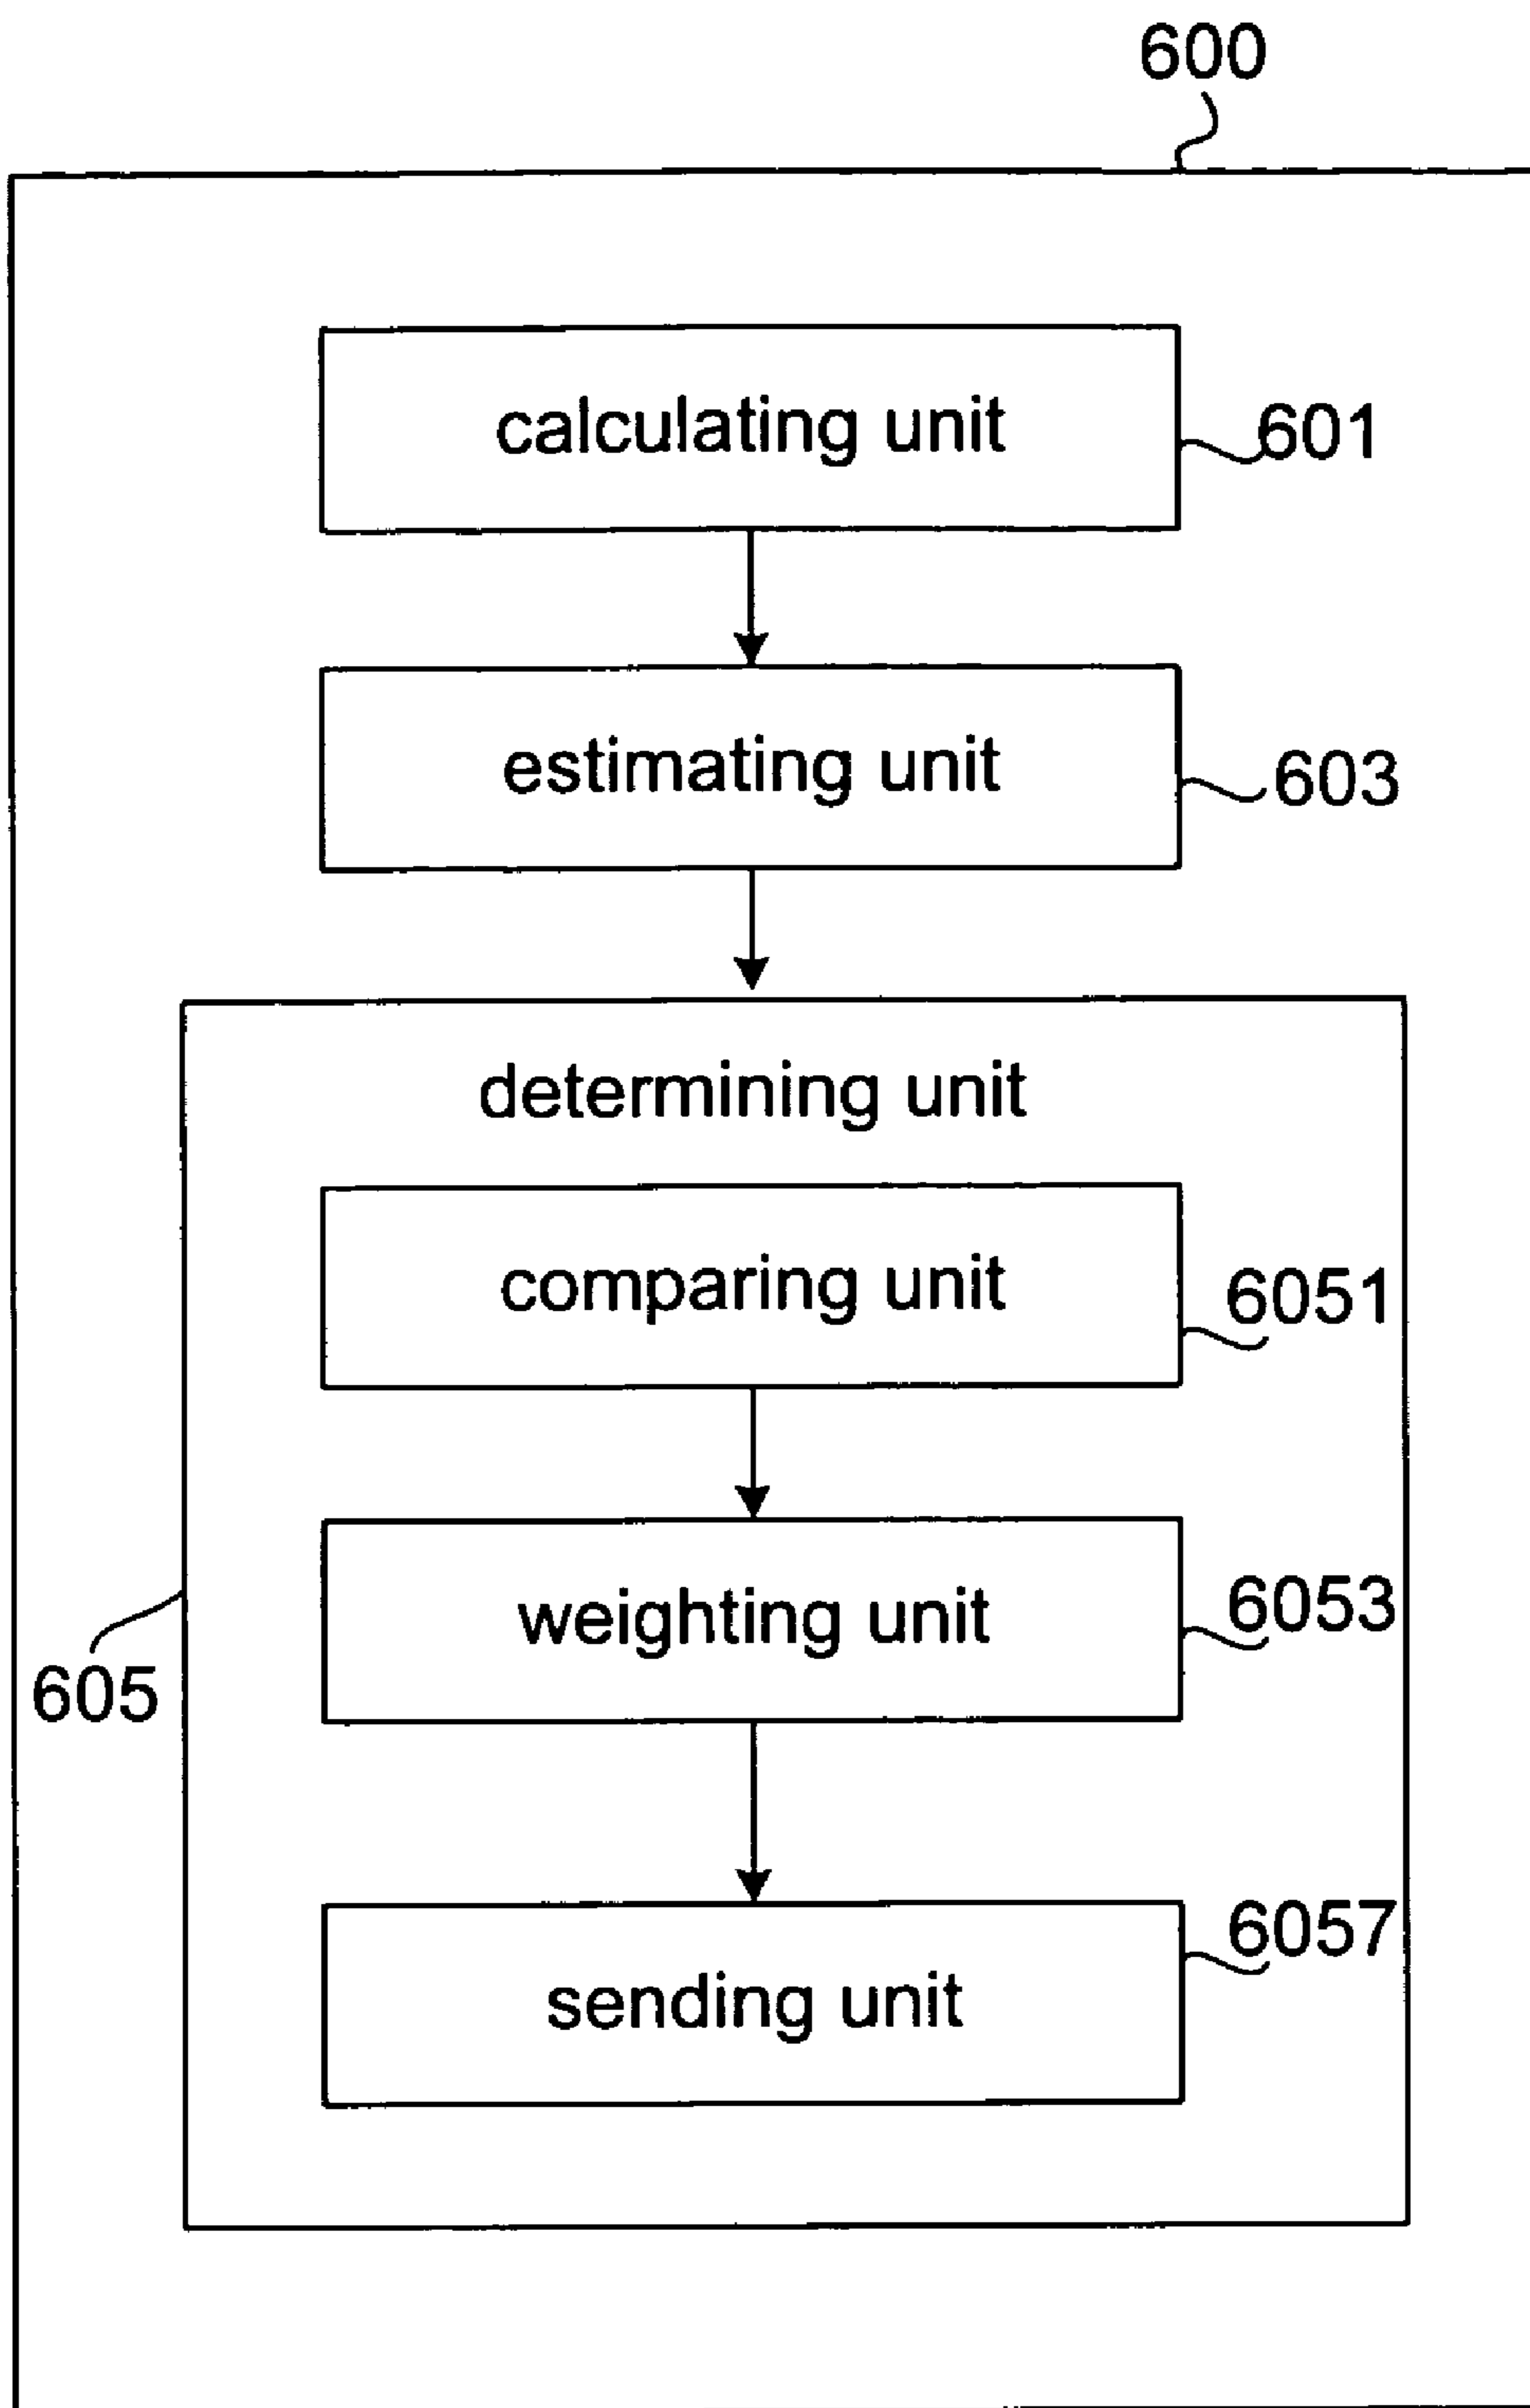 600
calculating unit
601
estimating unit
603
determining unit
comparing unit
6051
weighting unit
6053
605
sending unit
6057